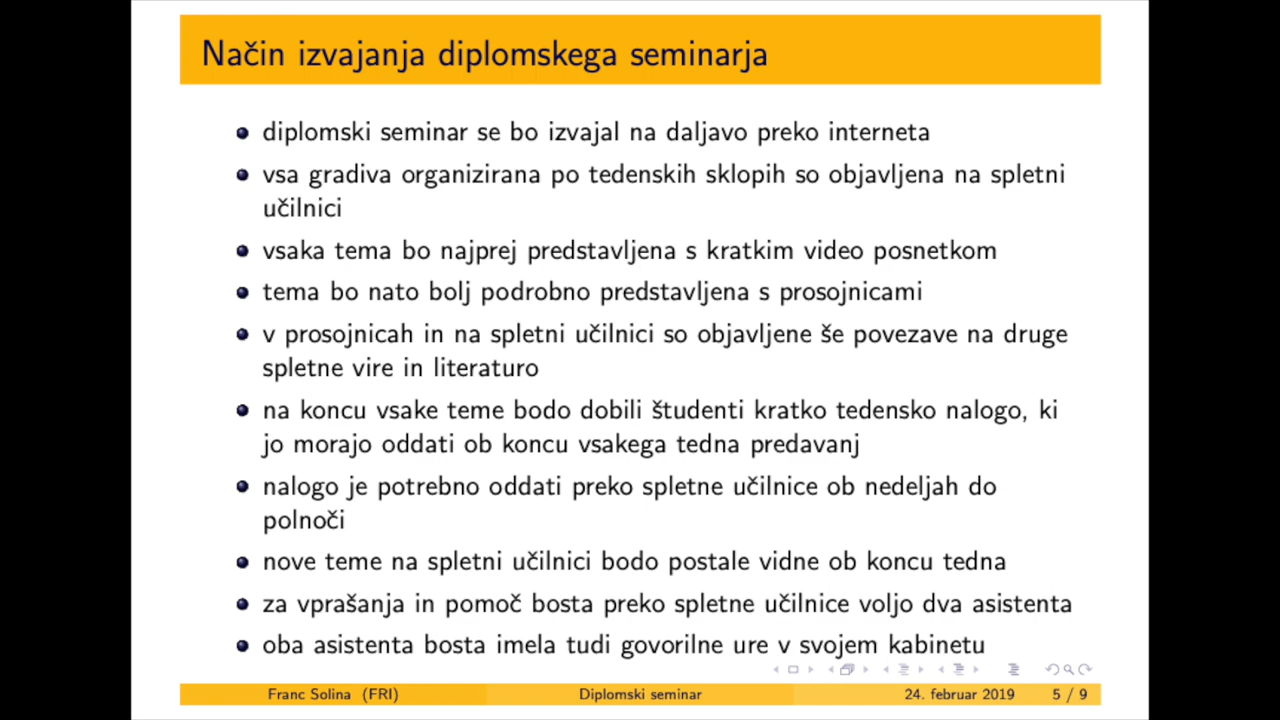 Način izvajanja diplomskega seminarja
diplomski seminar se bo izvajal na daljavo preko interneta
vsa gradiva organizirana po tedenskih sklopih so objavljena na spletni
učilnici
vsaka tema bo najprej predstavljena s kratkim video posnetkom
tema bo nato bolj podrobno predstavljena s prosojnicami
v prosojnicah in na spletni učilnici so objavljene še povezave na druge
spletne vire in literaturo
na koncu vsake teme bodo dobili študenti kratko tedensko nalogo, ki
jo morajo oddati ob koncu vsakega tedna predavanj
nalogo je potrebno oddati preko spletne učilnice ob nedeljah do
polnoči
nove teme na spletni učilnici bodo postale vidne ob koncu tedna
za vprašanja in pomoč bosta preko spletne učilnice voljo dva asistenta
oba asistenta bosta imela tudi govorilne ure v svojem kabinetu
Franc Solina (FRI) Diplomski seminar 24. februar 2019 5 / 9